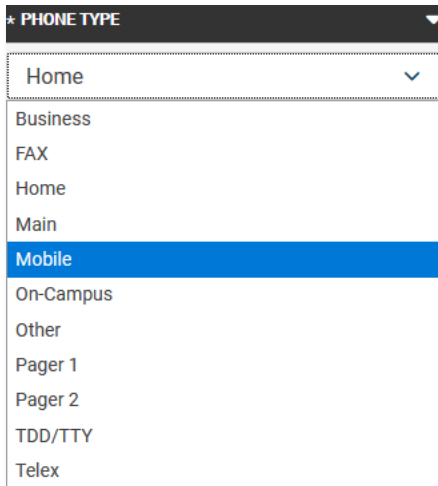 * PHONE TYPE
Home
Business
FAX
Home
Main
Mobile
On-Campus
Other
Pager 1
Pager 2
TDD/TTY
Telex